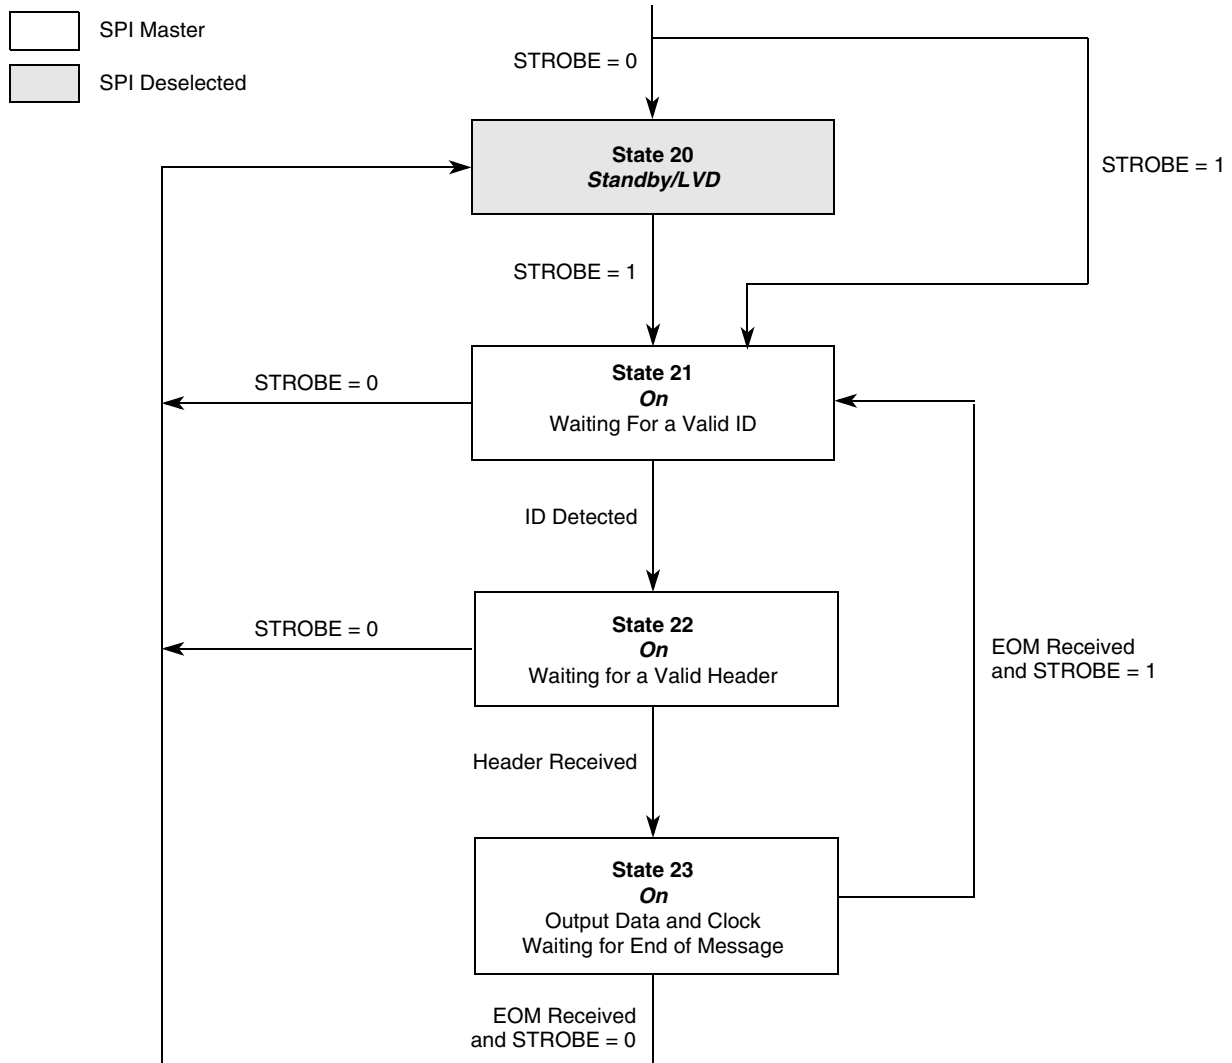 SPI Master
SPI Deselected
STROBE = 0
STROBE = 1
State 20
Standby/LVD
STROBE = 1
State 21
On
Waiting For a Valid ID
STROBE = 0
ID Detected
State 22
On
Waiting for a Valid Header
STROBE = 0
EOM Received
and STROBE = 1
Header Received
State 23
On
Output Data and Clock
Waiting for End of Message
EOM Received
and STROBE = 0